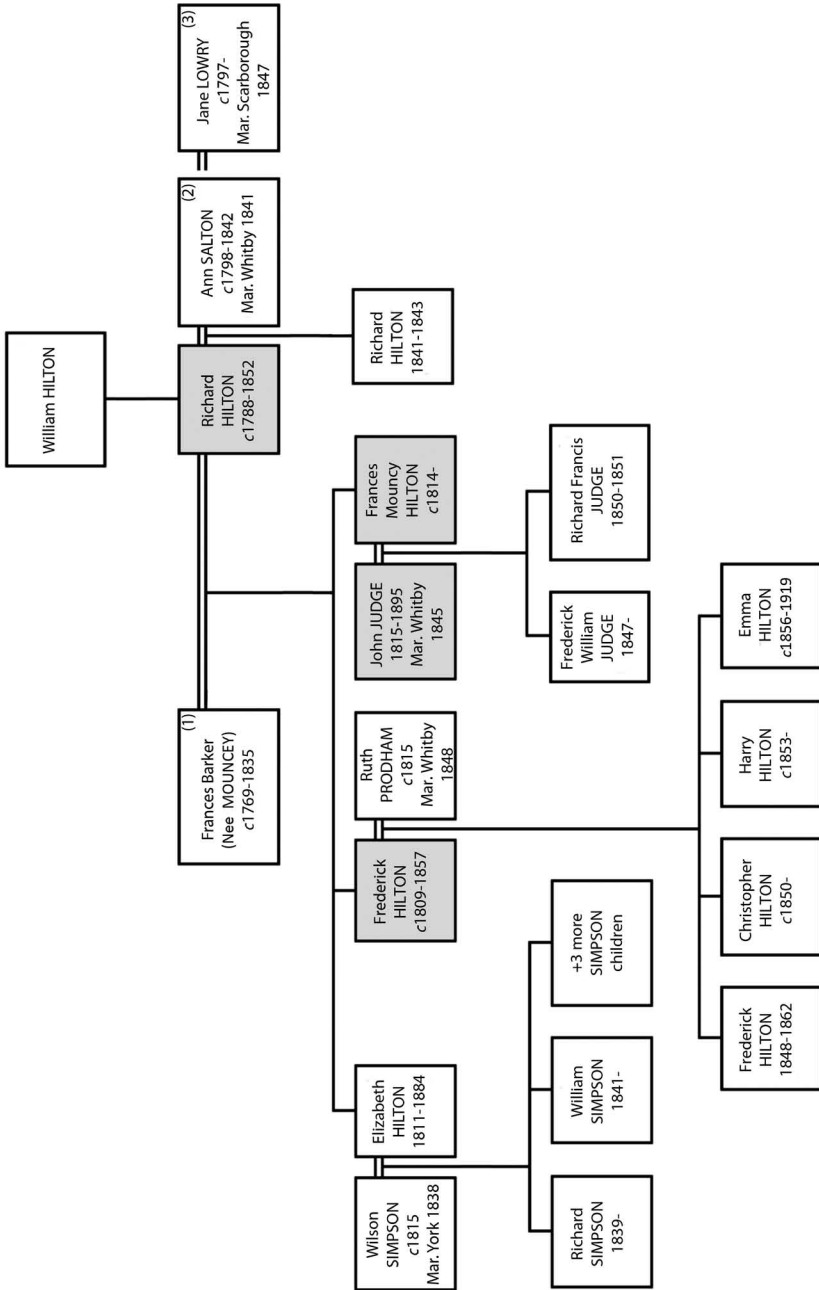 William HILTON
Frances Barker
(Nee MOUNCEY)
c1769-1835
(1)
Richard
HILTON
c1788-1852
Ann SALTON
c1798-1842
Mar. Whitby 1841
(2)
Jane LOWRY
c1797-
Mar. Scarborough
1847
(3)
Wilson
SIMPSON
c1815
Mar. York 1838
Elizabeth
HILTON
1811-1884
Frederick
HILTON
c1809-1857
Ruth
PRODHAM
c1815
Mar. Whitby
1848
John JUDGE
1815-1895
Mar. Whitby
1845
Frances
Mouncy
HILTON
c1814-
Richard
HILTON
1841-1843
Richard
SIMPSON
1839-
William
SIMPSON
1841-
+3 more
SIMPSON
children
Frederick
William
JUDGE
1847-
Richard Francis
JUDGE
1850-1851
Frederick
HILTON
1848-1862
Christopher
HILTON
c1850-
Harry
HILTON
c1853-
Emma
HILTON
c1856-1919